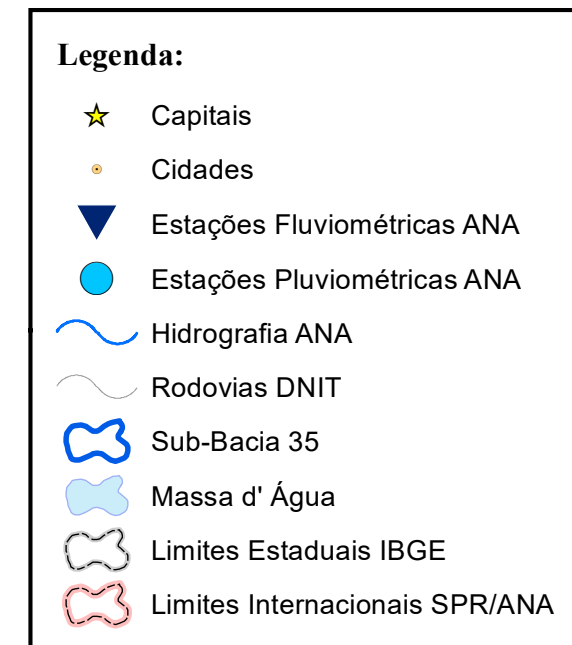 Legenda:
Capitais
Cidades
Estações Fluviométricas ANA
Estações Pluviométricas ANA
Hidrografia ANA
Rodovias DNIT
Sub-Bacia 35
Massa d' Água
Limites Estaduais IBGE
Limites Internacionais SPR/ANA